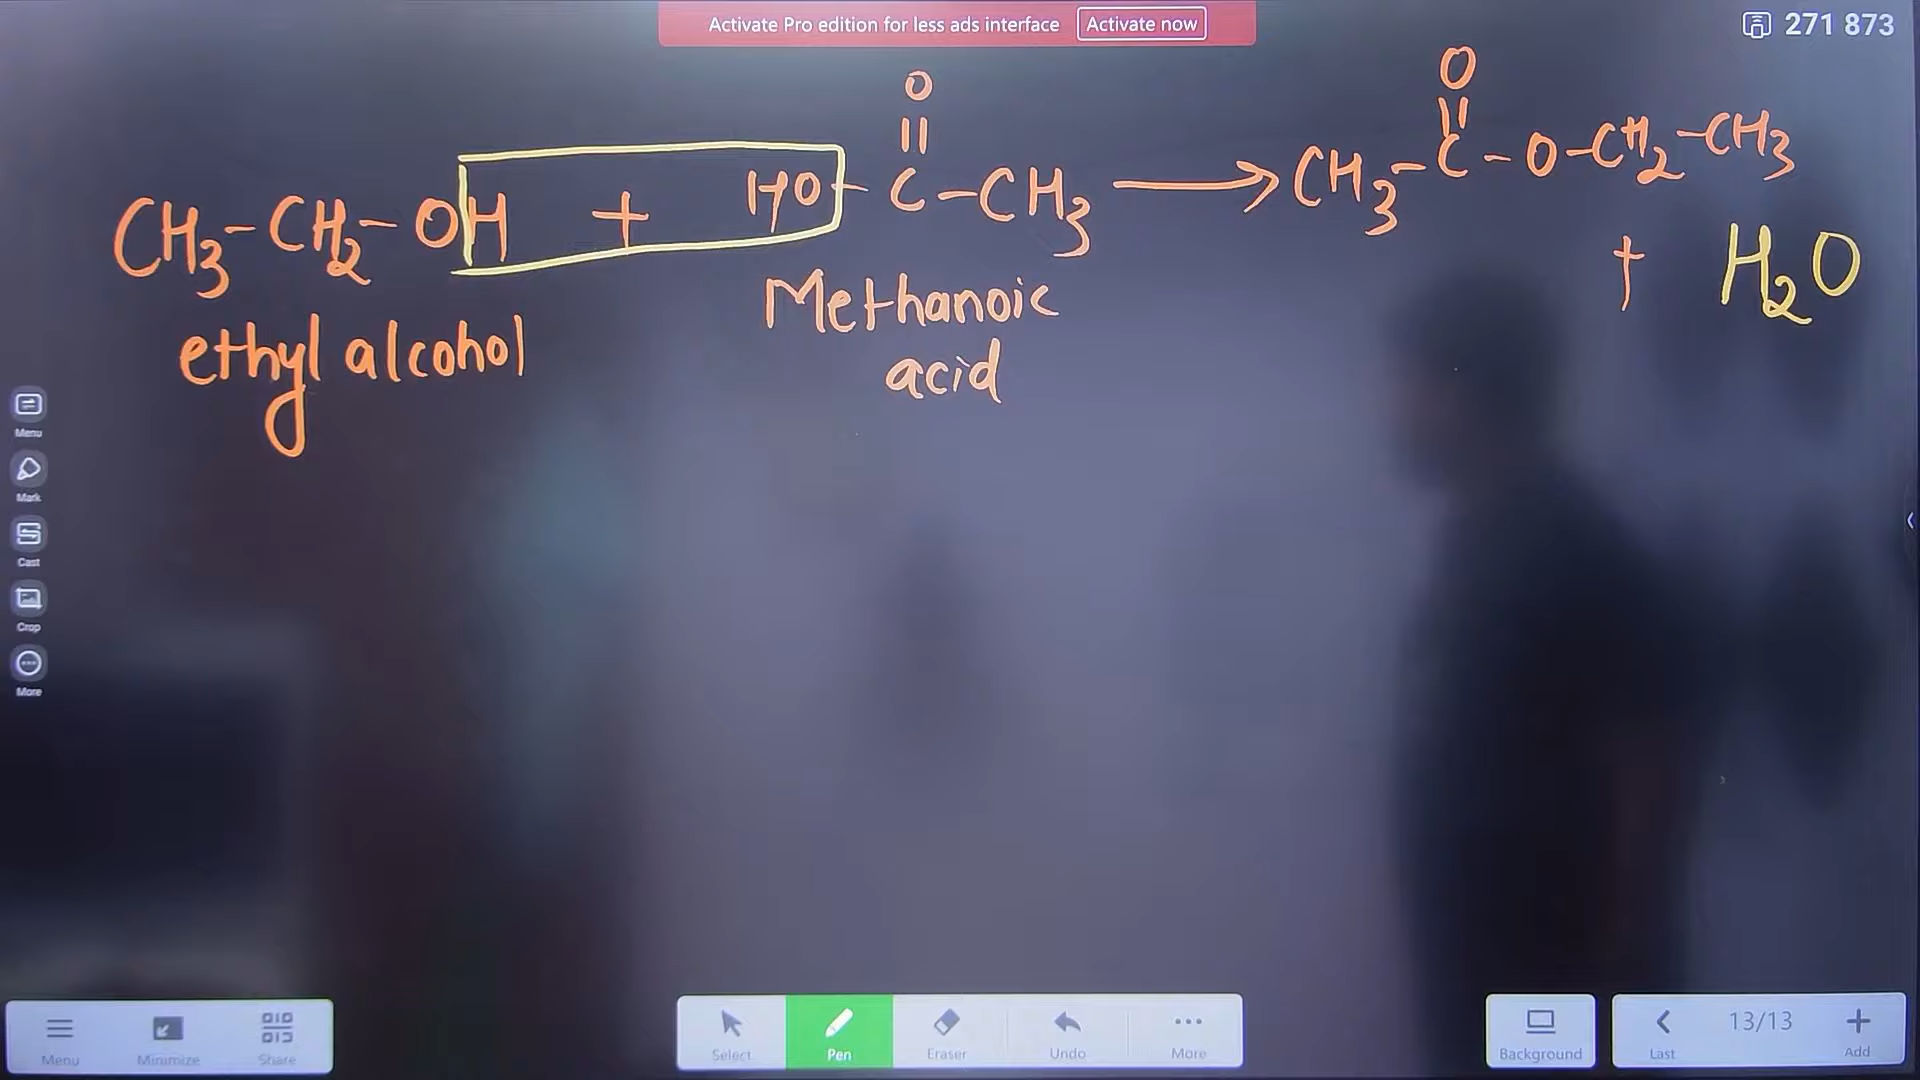 Activate Pro edition for less ads interface Activate now
271 873
CH3-CH2-OH + HO-C-CH3 → CH3-C-O-CH2-CH3
O
||
O
||
+ H2O
ethyl alcohol
Methanoic
acid
Menu
Mark
Cast
Crop
More
Menu
Minimize
Share
Select
Pen
Eraser
Undo
More
Background
Last
13/13
Add